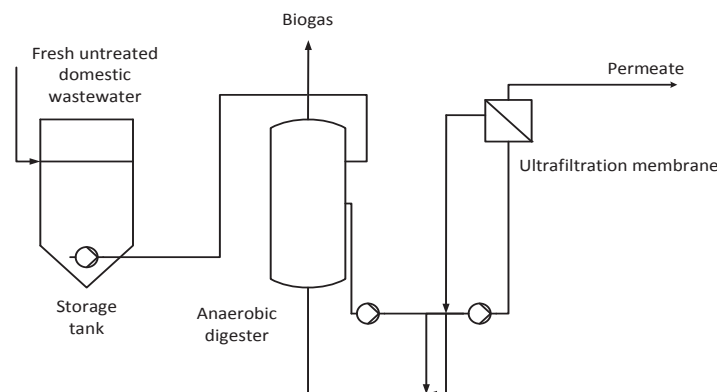 Biogas
Fresh untreated
domestic
wastewater
Permeate
Ultrafiltration membrane
Storage
tank
Anaerobic
digester